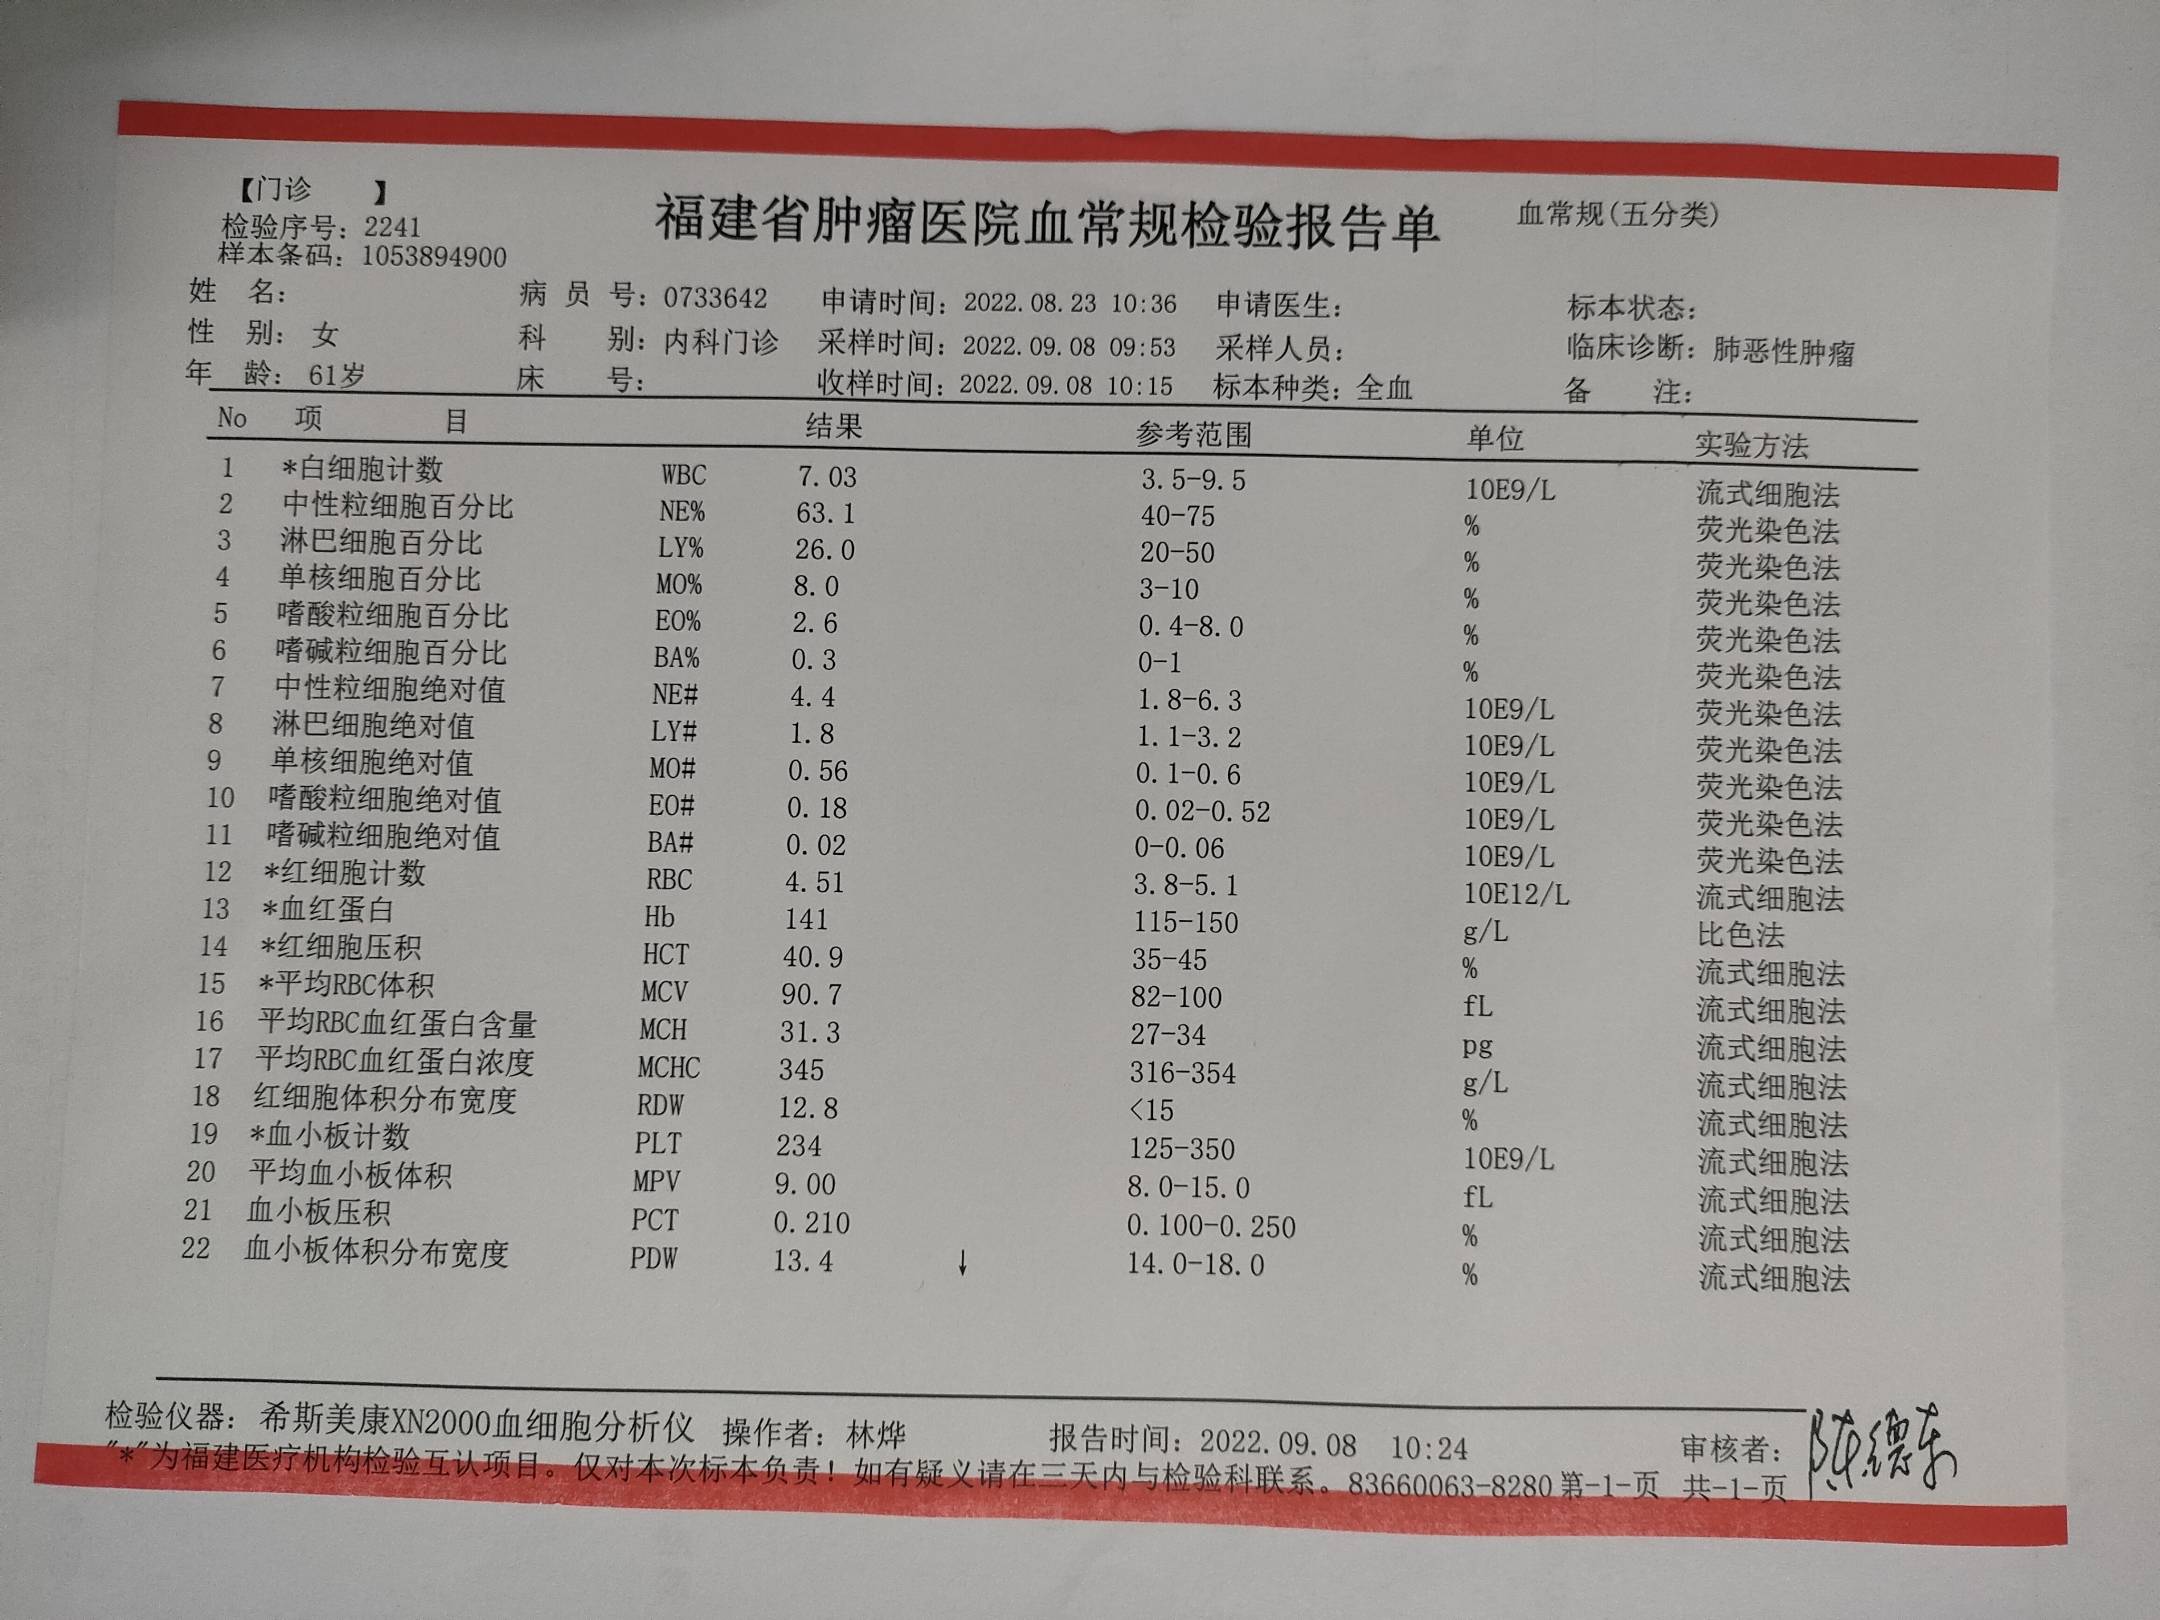 【门诊 】
福建省肿瘤医院血常规检验报告单 血常规(五分类)
检验序号: 2241
样本条码: 1053894900
姓 名: 病 员 号: 0733642 申请时间: 2022.08.23 10:36 申请医生: 标本状态:
性 别: 女 科 别: 内科门诊 采样时间: 2022.09.08 09:53 采样人员: 临床诊断: 肺恶性肿瘤
年 龄: 61岁 床 号: 收样时间: 2022.09.08 10:15 标本种类: 全血 备 注:
No 项 目 结果 参考范围 单位 实验方法
1 *白细胞计数 WBC 7.03 3.5-9.5 10E9/L 流式细胞法
2 中性粒细胞百分比 NE% 63.1 40-75 % 荧光染色法
3 淋巴细胞百分比 LY% 26.0 20-50 % 荧光染色法
4 单核细胞百分比 MO% 8.0 3-10 % 荧光染色法
5 嗜酸粒细胞百分比 EO% 2.6 0.4-8.0 % 荧光染色法
6 嗜碱粒细胞百分比 BA% 0.3 0-1 % 荧光染色法
7 中性粒细胞绝对值 NE# 4.4 1.8-6.3 10E9/L 荧光染色法
8 淋巴细胞绝对值 LY# 1.8 1.1-3.2 10E9/L 荧光染色法
9 单核细胞绝对值 MO# 0.56 0.1-0.6 10E9/L 荧光染色法
10 嗜酸粒细胞绝对值 EO# 0.18 0.02-0.52 10E9/L 荧光染色法
11 嗜碱粒细胞绝对值 BA# 0.02 0-0.06 10E9/L 荧光染色法
12 *红细胞计数 RBC 4.51 3.8-5.1 10E12/L 流式细胞法
13 *血红蛋白 Hb 141 115-150 g/L 比色法
14 *红细胞压积 HCT 40.9 35-45 % 流式细胞法
15 *平均RBC体积 MCV 90.7 82-100 fL 流式细胞法
16 平均RBC血红蛋白含量 MCH 31.3 27-34 pg 流式细胞法
17 平均RBC血红蛋白浓度 MCHC 345 316-354 g/L 流式细胞法
18 红细胞体积分布宽度 RDW 12.8 <15 % 流式细胞法
19 *血小板计数 PLT 234 125-350 10E9/L 流式细胞法
20 平均血小板体积 MPV 9.00 8.0-15.0 fL 流式细胞法
21 血小板压积 PCT 0.210 0.100-0.250 % 流式细胞法
22 血小板体积分布宽度 PDW 13.4 ↓ 14.0-18.0 % 流式细胞法
检验仪器: 希斯美康XN2000血细胞分析仪 操作者: 林烨 报告时间: 2022.09.08 10:24 审核者: 陈德东
"*"为福建医疗机构检验互认项目。仅对本次标本负责!如有疑义请在三天内与检验科联系。83660063-8280 第-1-页 共-1-页